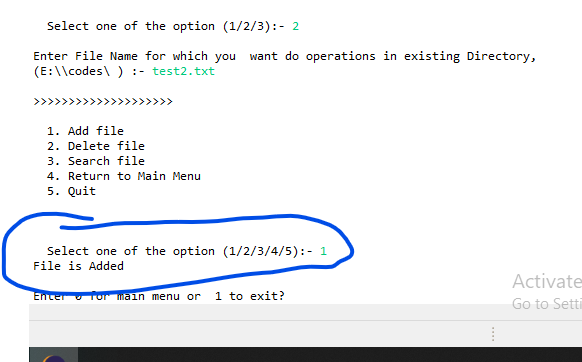 Select one of the option (1/2/3):- 2
Enter File Name for which you  want do operations in existing Directory,
(E:\\codes\ ) :- test2.txt
>>>>>>>>>>>>>>>>>>>>
1. Add file
2. Delete file
3. Search file
4. Return to Main Menu
5. Quit
Select one of the option (1/2/3/4/5):- 1
File is Added
Enter 0 for main menu or  1 to exit?
Activate
Go to Setti